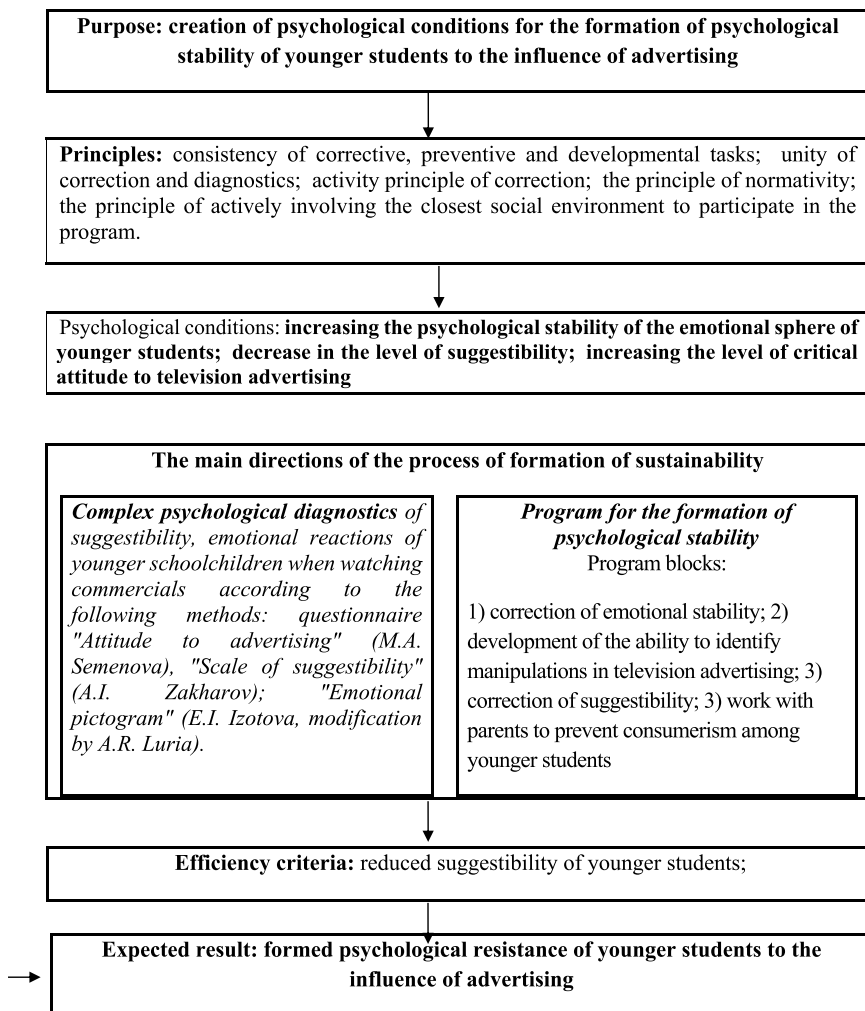 Purpose: creation of psychological conditions for the formation of psychological
stability of younger students to the influence of advertising
Principles: consistency of corrective, preventive and developmental tasks; unity of
correction and diagnostics; activity principle of correction; the principle of normativity;
the principle of actively involving the closest social environment to participate in the
program.
Psychological conditions: increasing the psychological stability of the emotional sphere of
younger students; decrease in the level of suggestibility; increasing the level of critical
attitude to television advertising
The main directions of the process of formation of sustainability
Complex psychological diagnostics of
suggestibility, emotional reactions of
younger schoolchildren when watching
commercials according to the
following methods: questionnaire
"Attitude to advertising" (M.A.
Semenova), "Scale of suggestibility"
(A.I. Zakharov); "Emotional
pictogram" (E.I. Izotova, modification
by A.R. Luria).
Program for the formation of
psychological stability
Program blocks:
1) correction of emotional stability; 2)
development of the ability to identify
manipulations in television advertising; 3)
correction of suggestibility; 3) work with
parents to prevent consumerism among
younger students
Efficiency criteria: reduced suggestibility of younger students;
Expected result: formed psychological resistance of younger students to the
influence of advertising